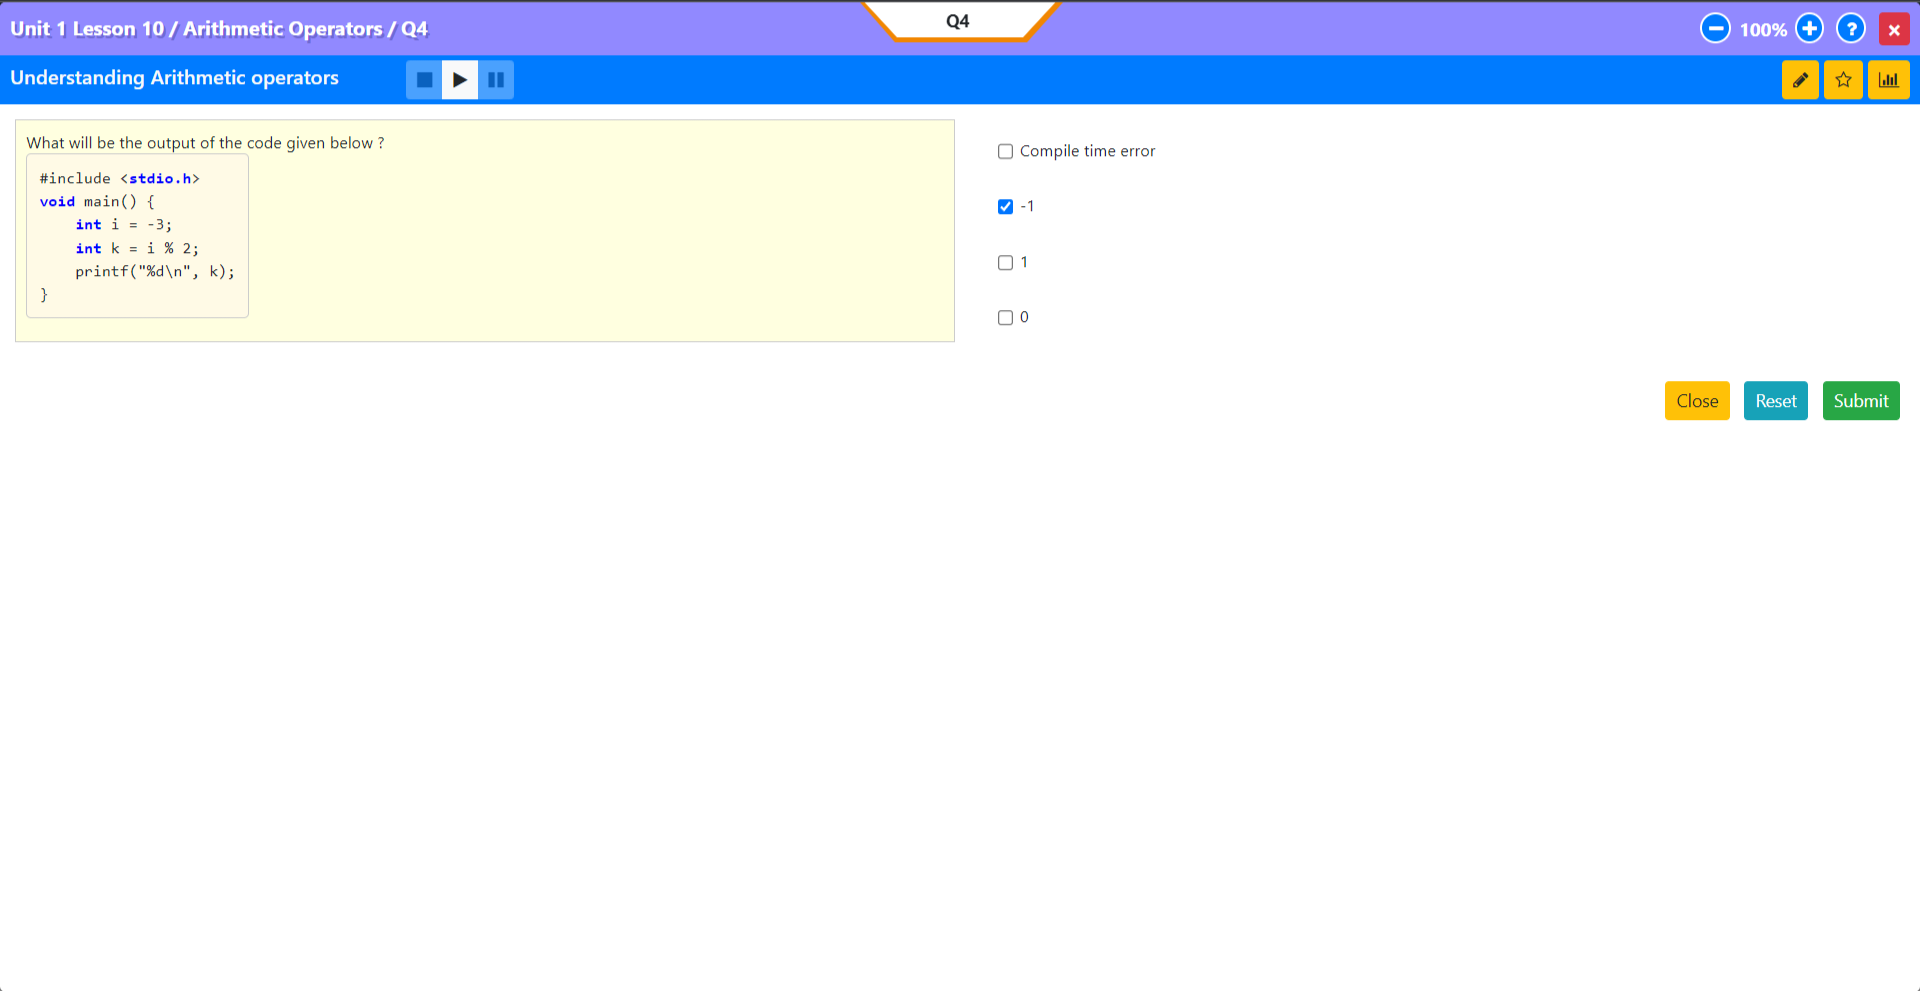 Unit 1 Lesson 10 / Arithmetic Operators / Q4
Q4
100%
?
Understanding Arithmetic operators
What will be the output of the code given below ?
#include <stdio.h>
void main() {
    int i = -3;
    int k = i % 2;
    printf("%d\n", k);
}
Compile time error
-1
1
0
Close
Reset
Submit